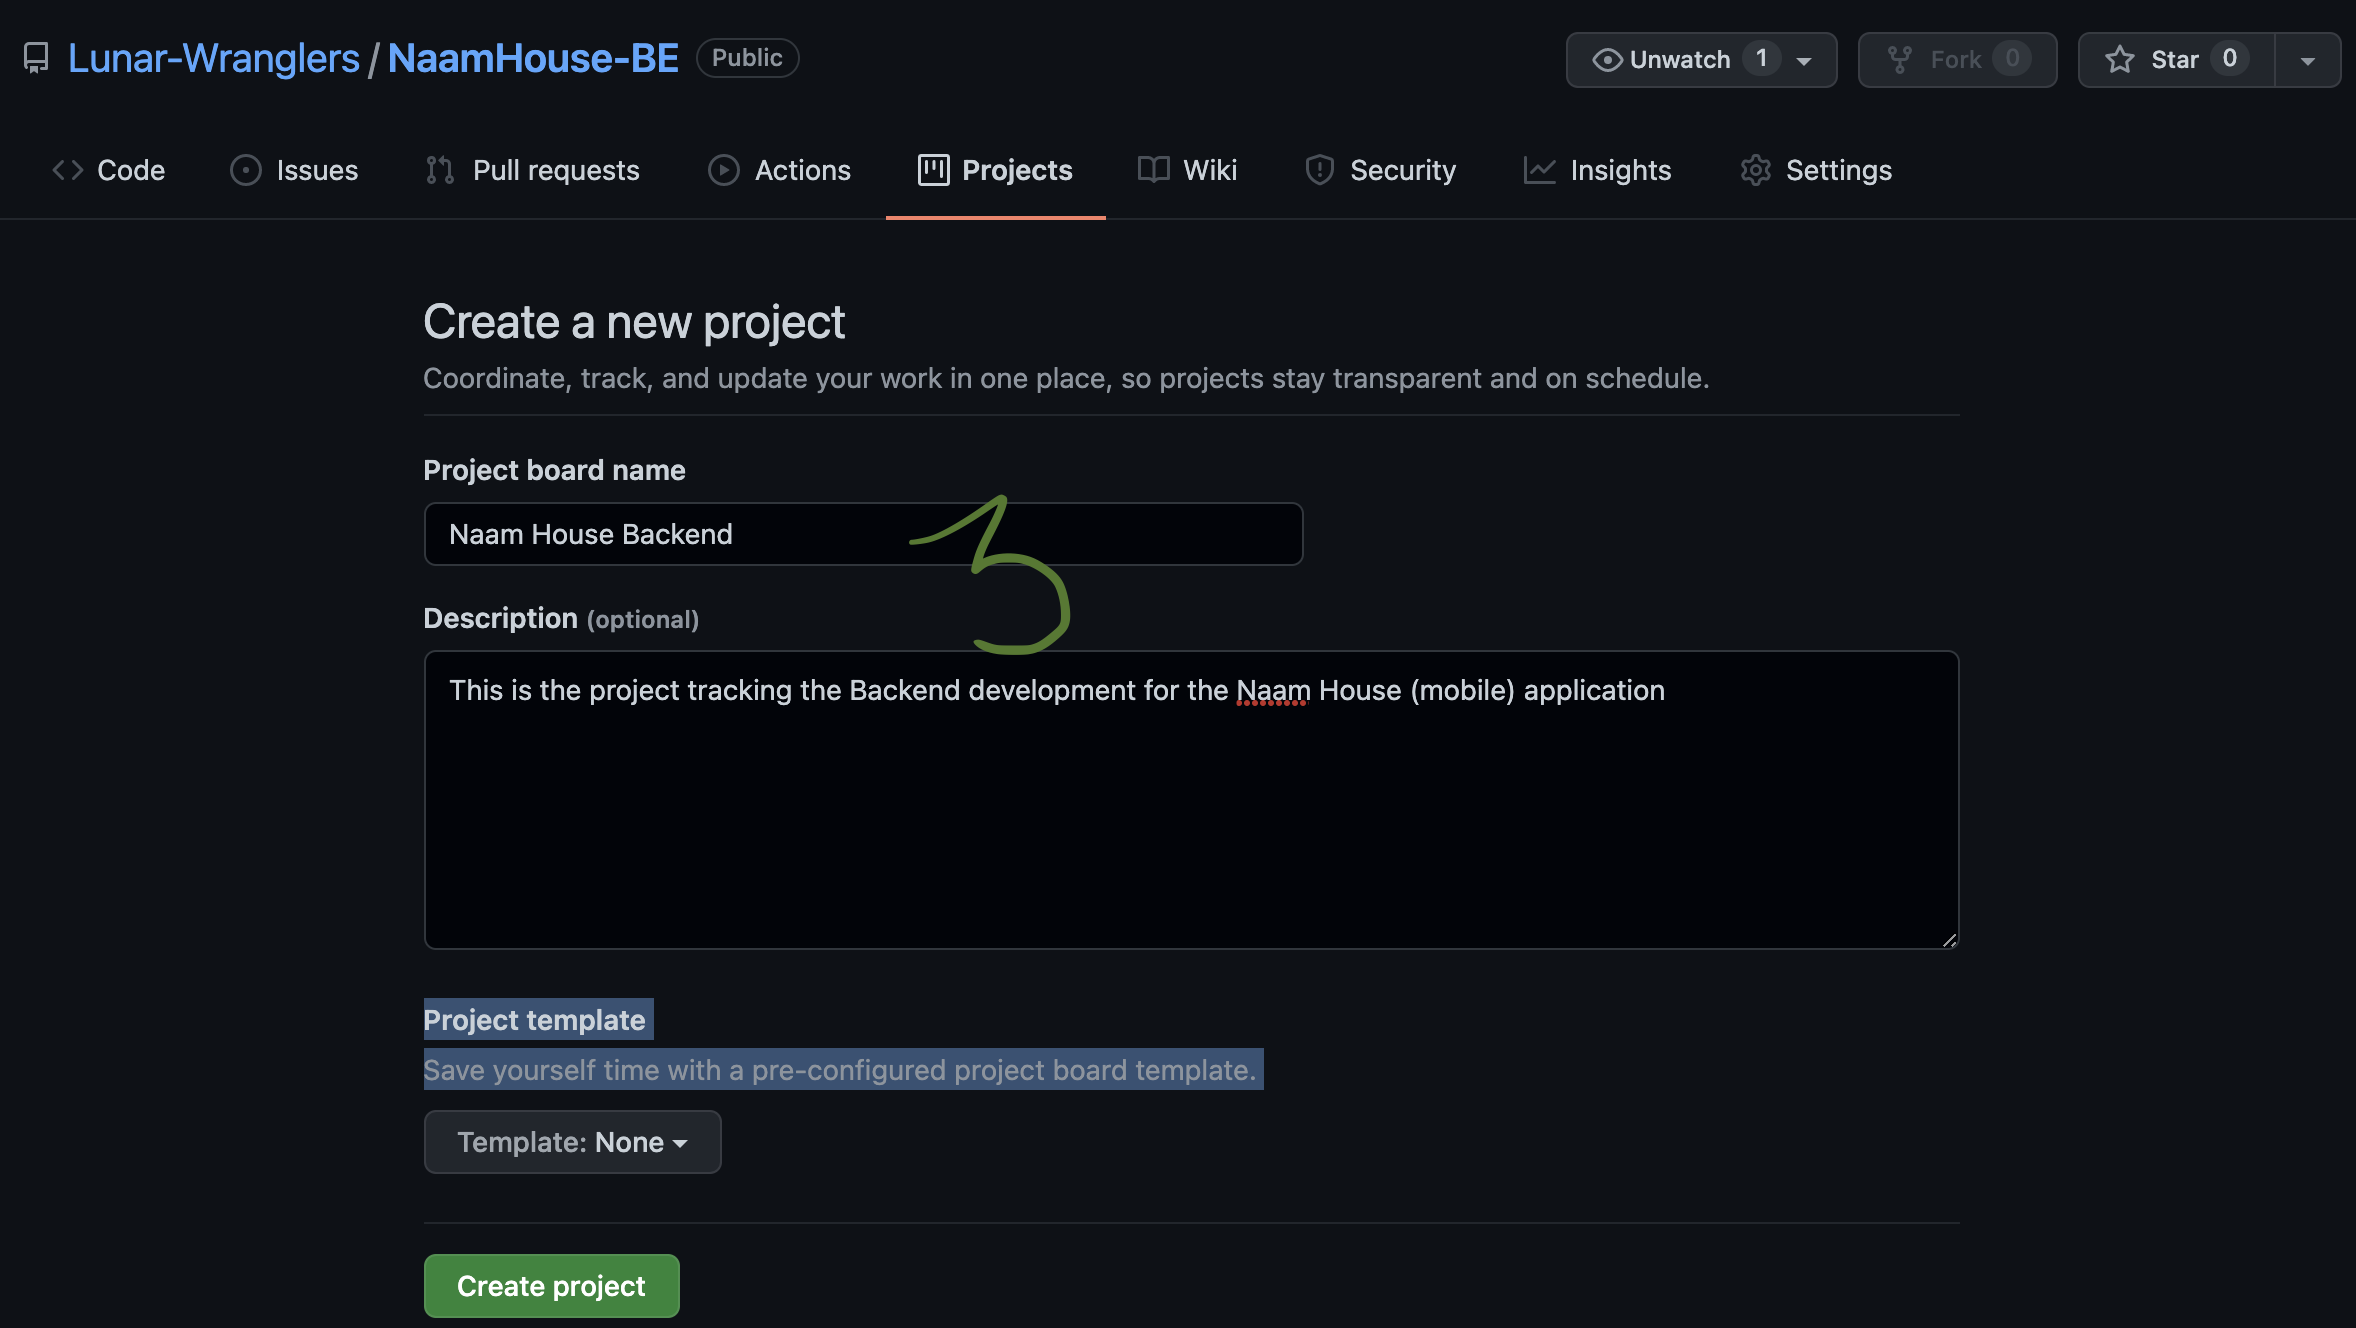 Lunar-Wranglers / NaamHouse-BE Public Unwatch 1 Fork 0 Star 0
Code Issues Pull requests Actions Projects Wiki Security Insights Settings
Create a new project
Coordinate, track, and update your work in one place, so projects stay transparent and on schedule.
Project board name
Naam House Backend
3
Description (optional)
This is the project tracking the Backend development for the Naam House (mobile) application
Project template
Save yourself time with a pre-configured project board template.
Template: None
Create project